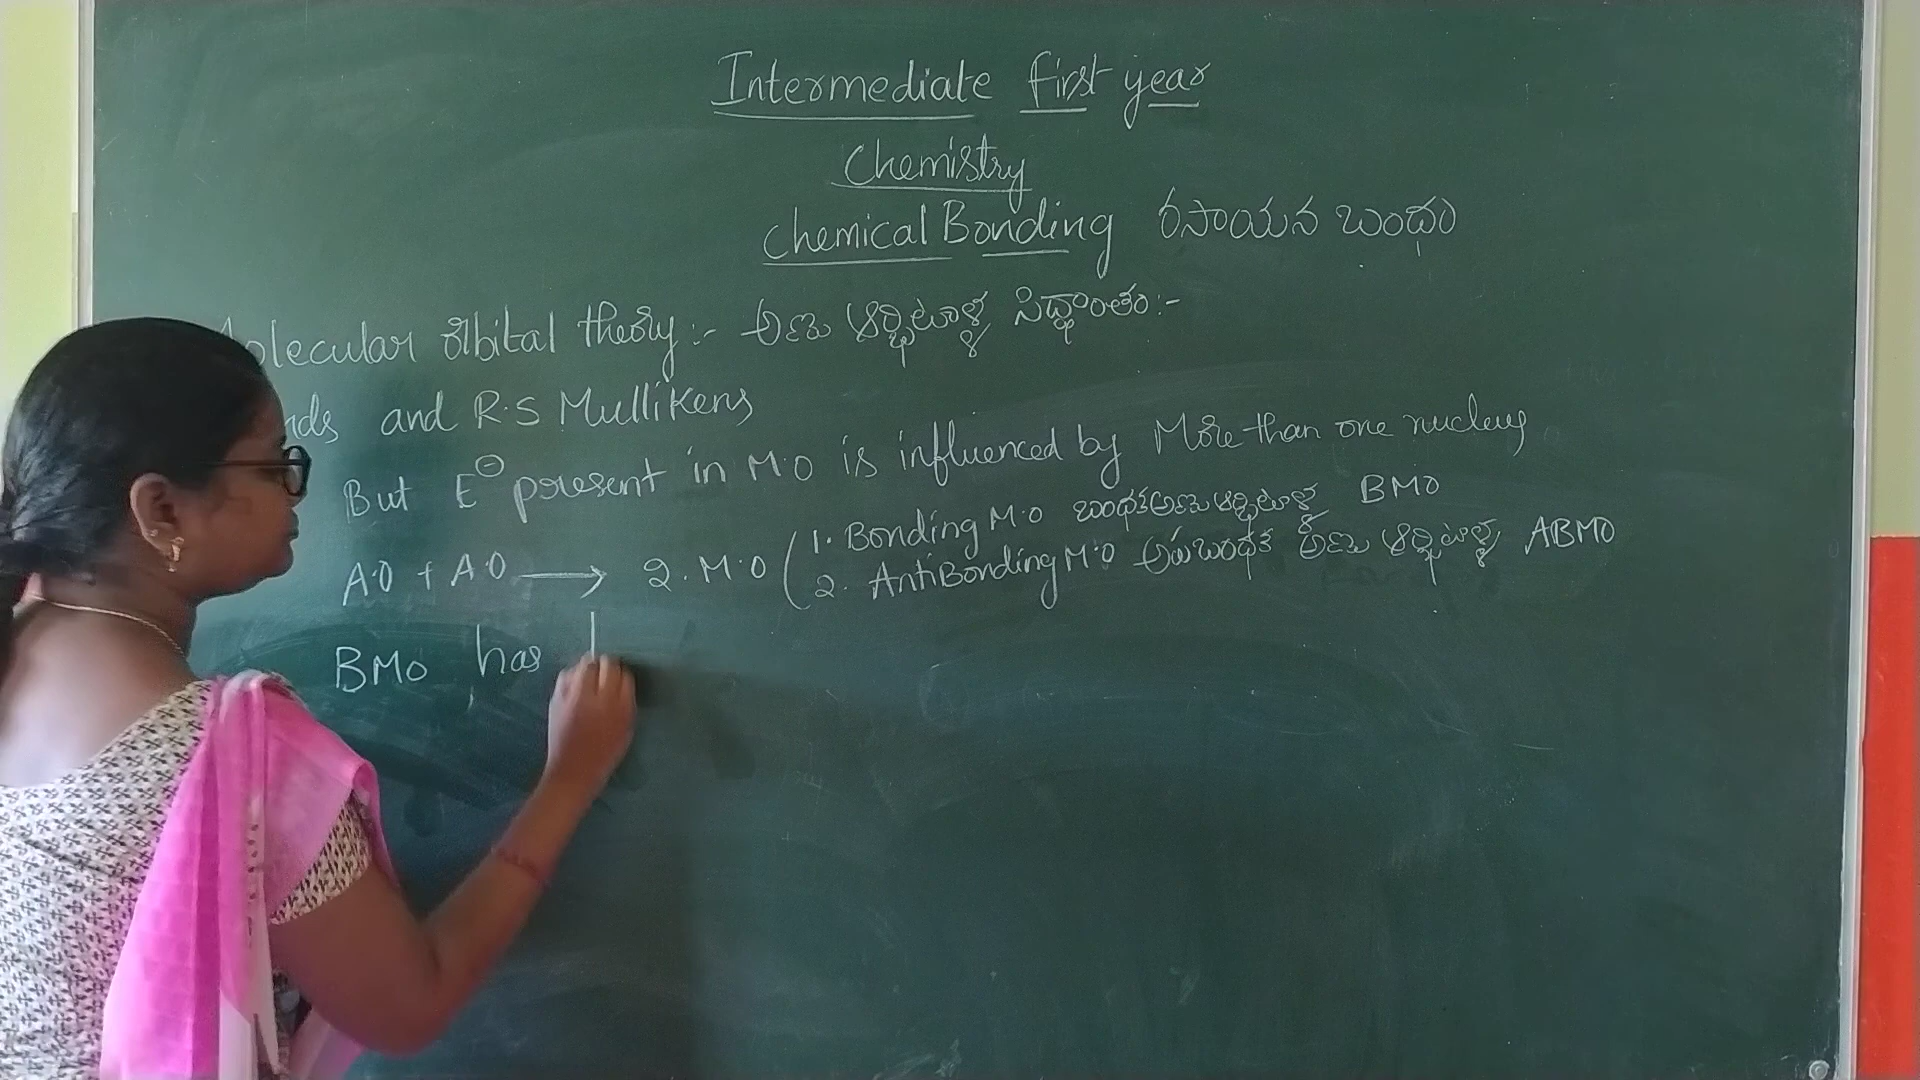 Intermediate first year
Chemistry
Chemical Bonding రసాయన బంధం
olecular orbital theory:- అణు ఆర్బిటాళ్ళ సిద్ధాంతం:-
nds and R.S Mullikens
But E⊖ present in M.O is influenced by More than one nucleus
1. Bonding M.O బంధక అణు ఆర్బిటాళ్ళ BMO
A.O + A.O ⟶ 2. M.O ( 2. AntiBonding M.O అపబంధక అణు ఆర్బిటాళ్ళ ABMO
BMO has